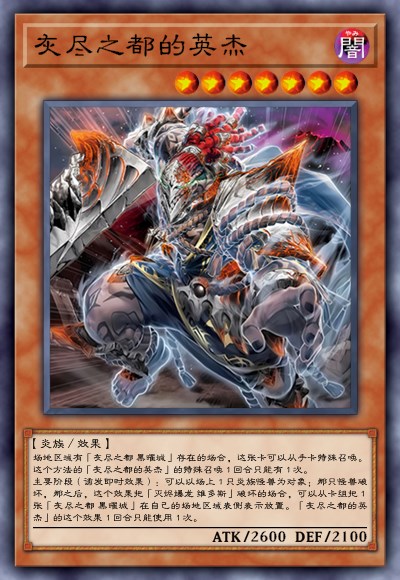 灰尽之都的英杰
やみ
闇
【炎族／效果】
场地区域有「灰尽之都 黑曜城」存在的场合，这张卡可以从手卡特殊召唤。
这个方法的「灰尽之都的英杰」的特殊召唤1回合只能有1次。
主要阶段（诱发即时效果）：可以以场上1只炎族怪兽为对象；那只怪兽破
坏，那之后，这个效果把「灭烬爆龙 维多斯」破坏的场合，可以从卡组把1
张「灰尽之都 黑曜城」在自己的场地区域表侧表示放置。「灰尽之都的英
杰」的这个效果1回合只能使用1次。
ATK/2600 DEF/2100